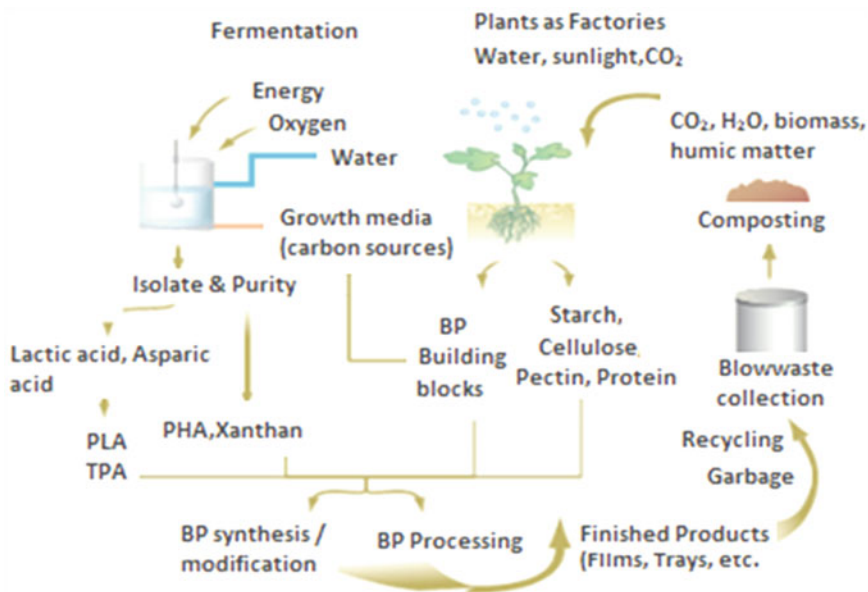 Fermentation
Energy
Oxygen
Water
Growth media
(carbon sources)
Isolate & Purity
Lactic acid, Asparic
acid
PLA
TPA
PHA,Xanthan
Plants as Factories
Water, sunlight,CO₂
BP
Building
blocks
Starch,
Cellulose,
Pectin, Protein
BP synthesis /
modification
BP Processing
Finished Products
(FIlms, Trays, etc.
Garbage
Recycling
Blowwaste
collection
Composting
CO₂, H₂O, biomass,
humic matter